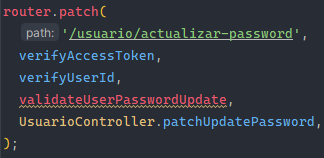 router.patch(
path: '/usuario/actualizar-password',
verifyAccessToken,
verifyUserId,
validateUserPasswordUpdate,
UsuarioController.patchUpdatePassword,
);